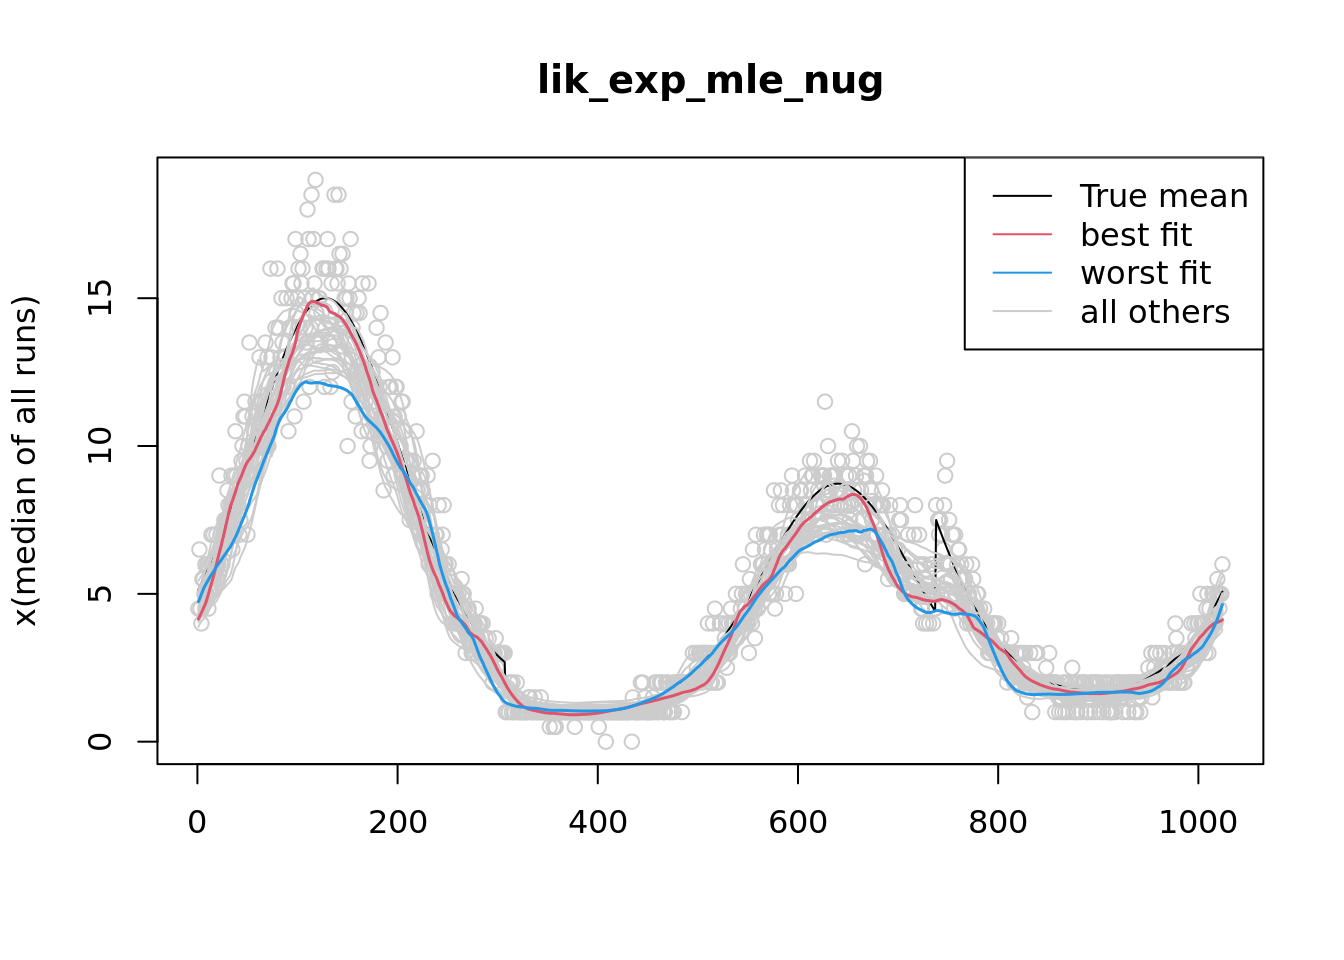 lik_exp_mle_nug
x(median of all runs)
15
10
5
0
True mean
best fit
worst fit
all others
0 200 400 600 800 1000